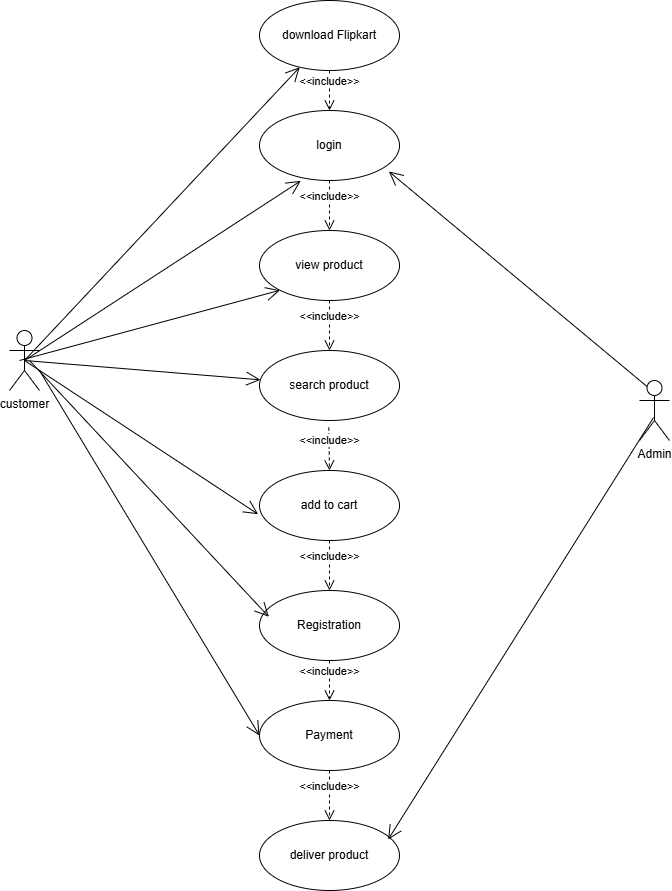 download Flipkart
<<include>>
login
<<include>>
view product
<<include>>
search product
customer
<<include>>
Admin
add to cart
<<include>>
Registration
<<include>>
Payment
<<include>>
deliver product